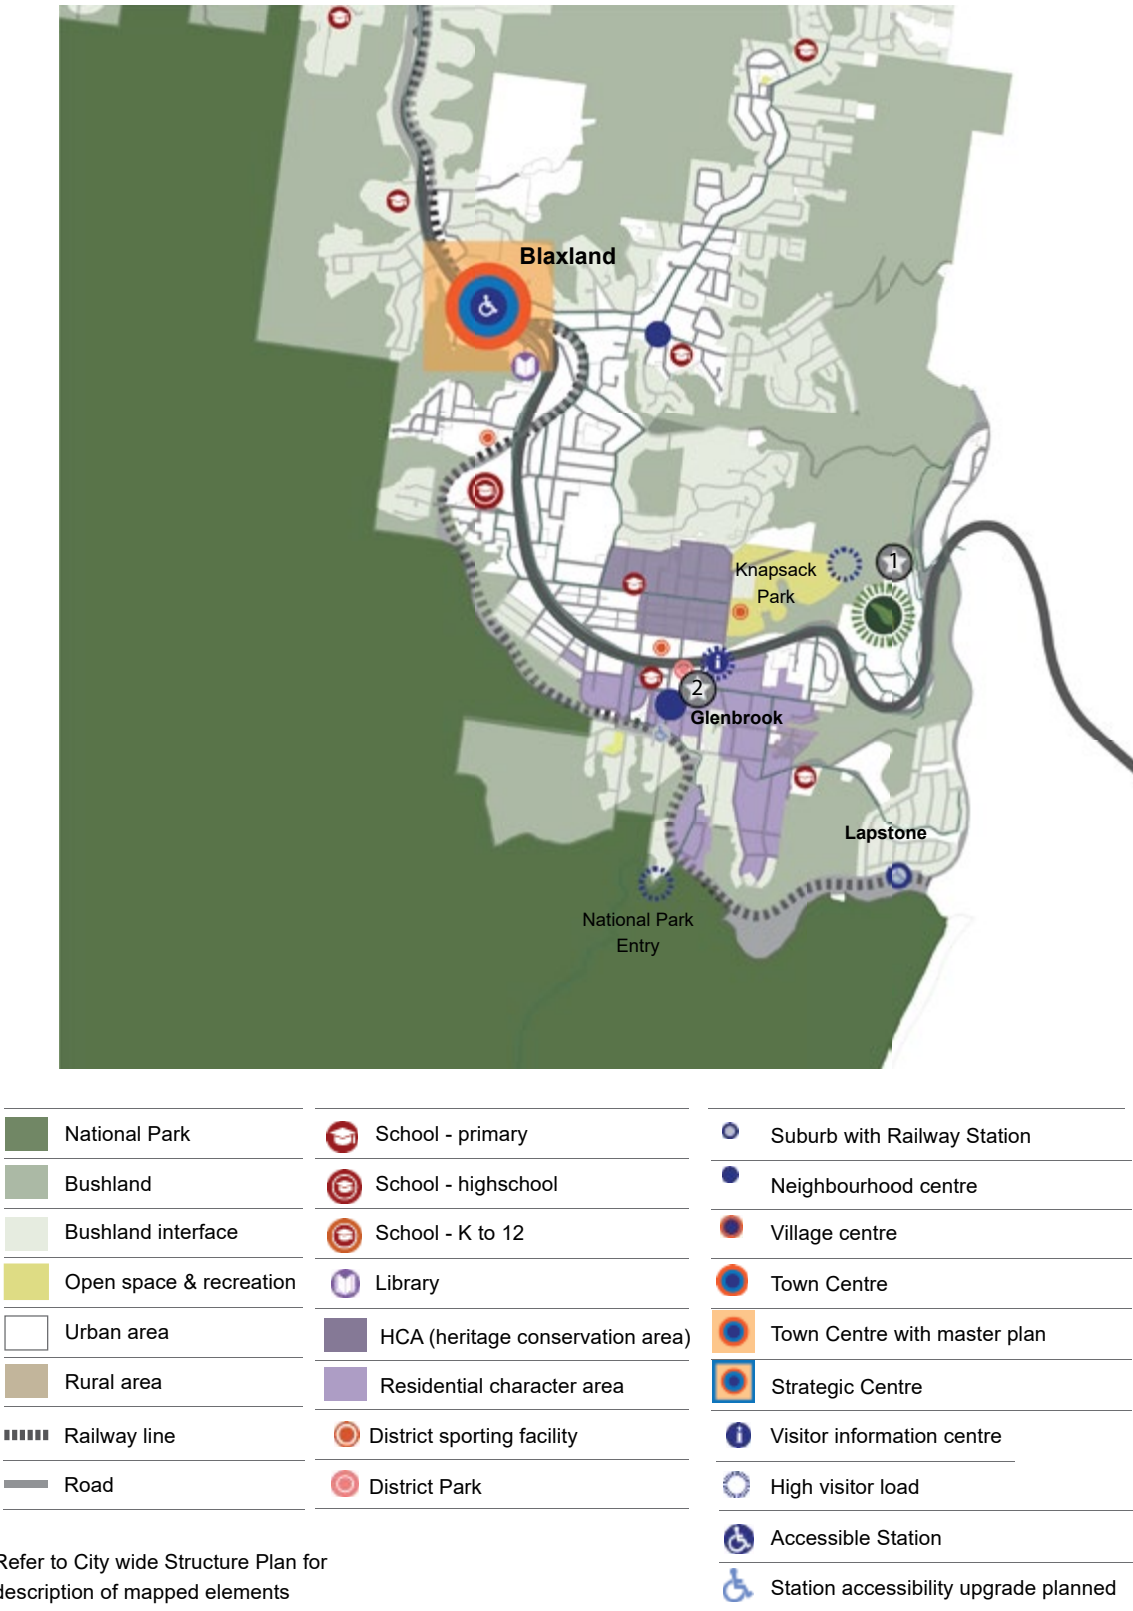 Blaxland
Knapsack
Park
1
2
Glenbrook
Lapstone
National Park
Entry
National Park
Bushland
Bushland interface
Open space & recreation
Urban area
Rural area
Railway line
Road
School - primary
School - highschool
School - K to 12
Library
HCA (heritage conservation area)
Residential character area
District sporting facility
District Park
Suburb with Railway Station
Neighbourhood centre
Village centre
Town Centre
Town Centre with master plan
Strategic Centre
Visitor information centre
High visitor load
Accessible Station
Station accessibility upgrade planned
Refer to City wide Structure Plan for
description of mapped elements